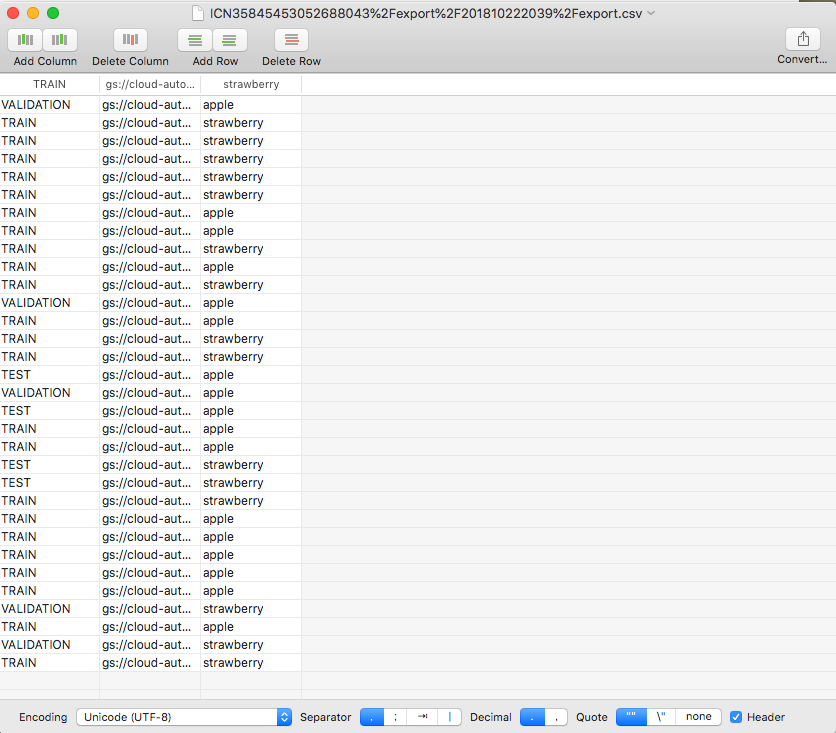 ICN35845453052688043%2Fexport%2F201810222039%2Fexport.csv
Add Column Delete Column Add Row Delete Row Convert...
TRAIN gs://cloud-auto... strawberry
VALIDATION gs://cloud-aut... apple
TRAIN gs://cloud-aut... strawberry
TRAIN gs://cloud-aut... strawberry
TRAIN gs://cloud-aut... strawberry
TRAIN gs://cloud-aut... strawberry
TRAIN gs://cloud-aut... strawberry
TRAIN gs://cloud-aut... apple
TRAIN gs://cloud-aut... apple
TRAIN gs://cloud-aut... strawberry
TRAIN gs://cloud-aut... apple
TRAIN gs://cloud-aut... strawberry
VALIDATION gs://cloud-aut... apple
TRAIN gs://cloud-aut... apple
TRAIN gs://cloud-aut... strawberry
TRAIN gs://cloud-aut... strawberry
TEST gs://cloud-aut... apple
VALIDATION gs://cloud-aut... apple
TEST gs://cloud-aut... apple
TRAIN gs://cloud-aut... apple
TRAIN gs://cloud-aut... apple
TEST gs://cloud-aut... strawberry
TEST gs://cloud-aut... strawberry
TRAIN gs://cloud-aut... strawberry
TRAIN gs://cloud-aut... apple
TRAIN gs://cloud-aut... apple
TRAIN gs://cloud-aut... apple
TRAIN gs://cloud-aut... apple
TRAIN gs://cloud-aut... apple
VALIDATION gs://cloud-aut... strawberry
TRAIN gs://cloud-aut... apple
VALIDATION gs://cloud-aut... strawberry
TRAIN gs://cloud-aut... strawberry
Encoding Unicode (UTF-8) Separator , ; ⇥ | Decimal . , Quote "" \" none Header